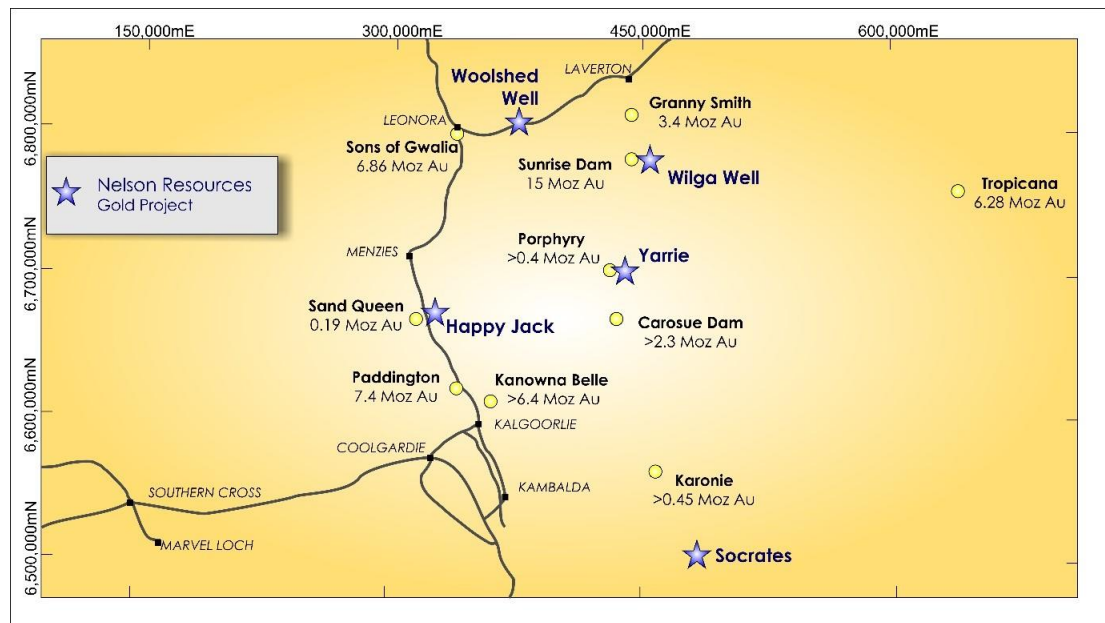 150,000mE
300,000mE
450,000mE
600,000mE
6,800,000mN
6,700,000mN
6,600,000mN
6,500,000mN
Woolshed
Well
LAVERTON
LEONORA
Granny Smith
3.4 Moz Au
Sons of Gwalia
6.86 Moz Au
Sunrise Dam
15 Moz Au
Wilga Well
Tropicana
6.28 Moz Au
Nelson Resources
Gold Project
MENZIES
Porphyry
>0.4 Moz Au
Yarrie
Sand Queen
0.19 Moz Au
Happy Jack
Carosue Dam
>2.3 Moz Au
Paddington
7.4 Moz Au
Kanowna Belle
>6.4 Moz Au
KALGOORLIE
COOLGARDIE
KAMBALDA
Karonie
>0.45 Moz Au
SOUTHERN CROSS
MARVEL LOCH
Socrates